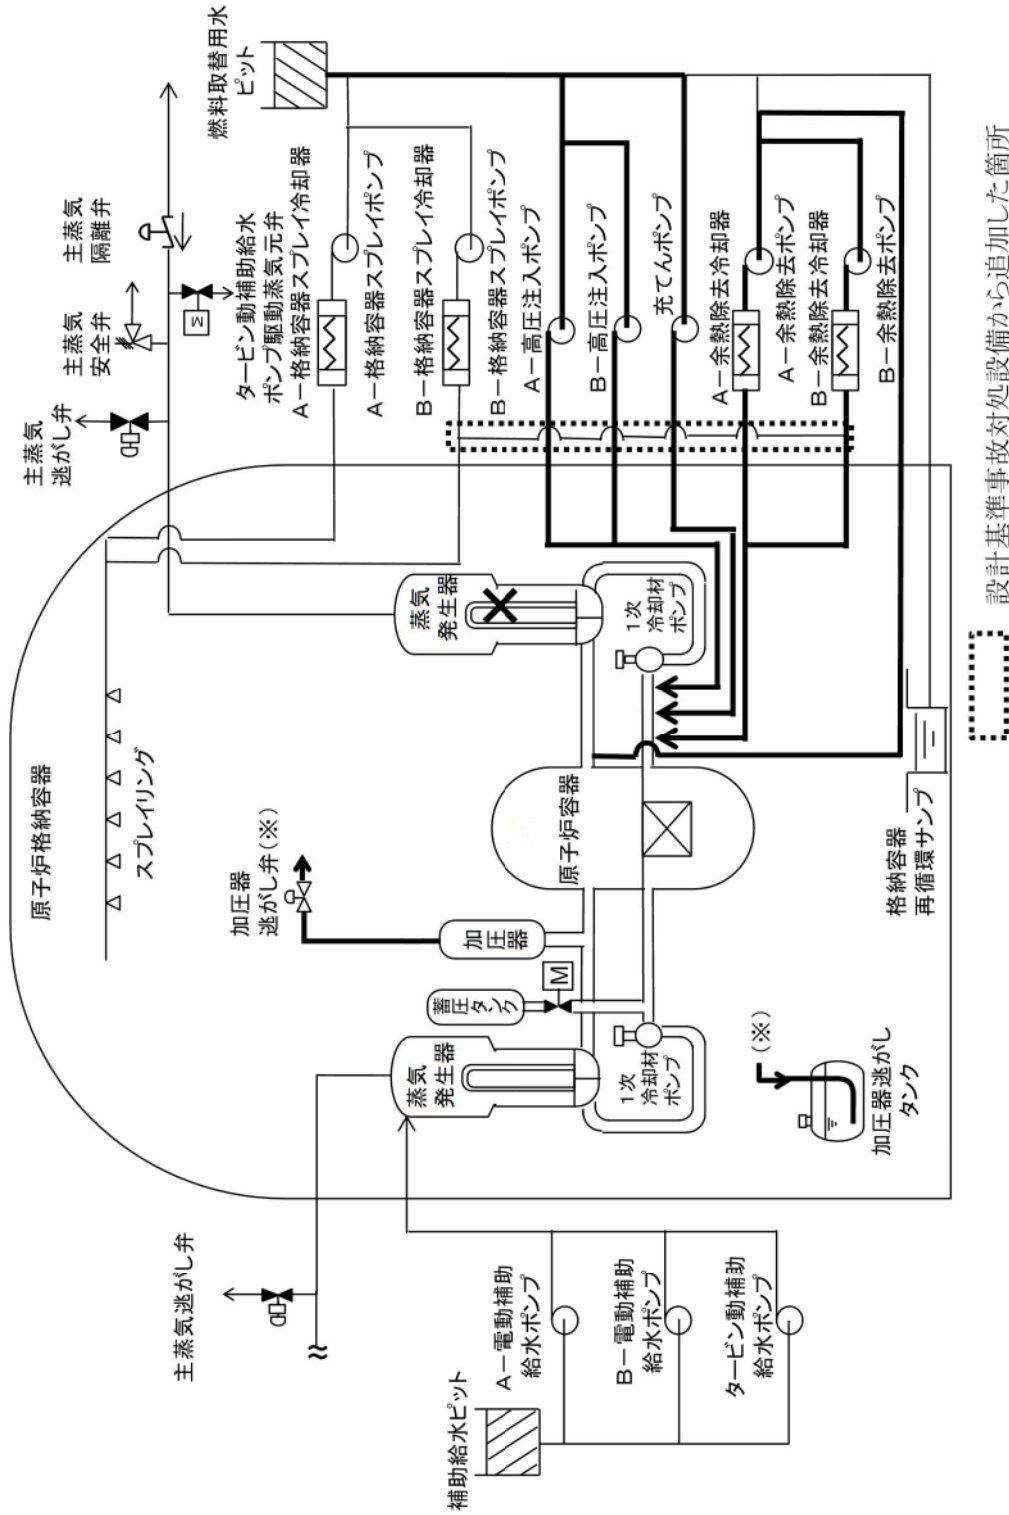 主蒸気逃がし弁
補助給水ピット
A－電動補助
給水ポンプ
B－電動補助
給水ポンプ
タービン動補助
給水ポンプ
原子炉格納容器
スプレイリング
加圧器
逃がし弁(※)
加圧器
蓄圧タンク
M
蒸気
発生器
1次
冷却材
ポンプ
原子炉容器
(※)
加圧器逃がし
タンク
格納容器
再循環サンプ
蒸気
発生器
1次
冷却材
ポンプ
主蒸気
逃がし弁
主蒸気
安全弁
主蒸気
隔離弁
M
タービン動補助給水
ポンプ駆動蒸気元弁
燃料取替用水
ピット
A－格納容器スプレイ冷却器
A－格納容器スプレイポンプ
B－格納容器スプレイ冷却器
B－格納容器スプレイポンプ
A－高圧注入ポンプ
B－高圧注入ポンプ
充てんポンプ
A－余熱除去冷却器
A－余熱除去ポンプ
B－余熱除去冷却器
B－余熱除去ポンプ
設計基準事故対処設備から追加した箇所